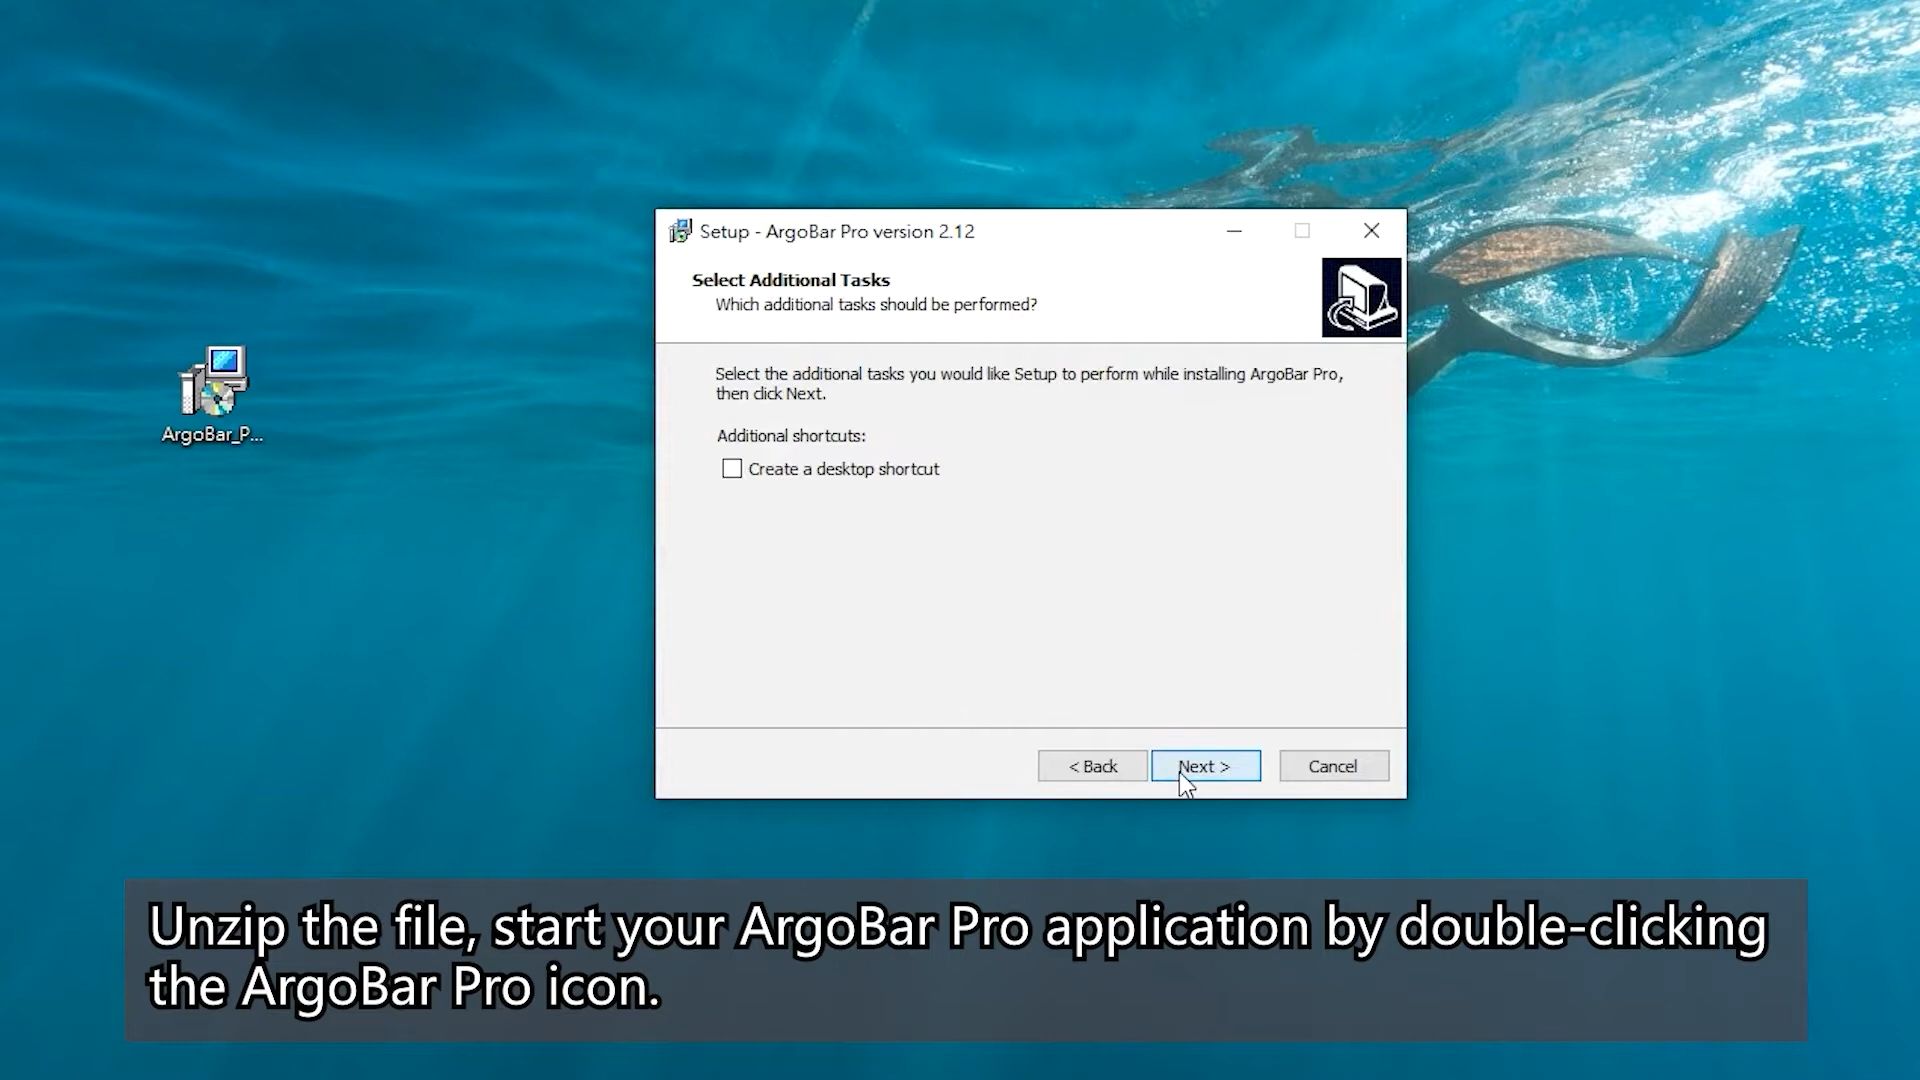 Setup - ArgoBar Pro version 2.12
Select Additional Tasks
Which additional tasks should be performed?
ArgoBar_P...
Select the additional tasks you would like Setup to perform while installing ArgoBar Pro,
then click Next.
Additional shortcuts:
Create a desktop shortcut
< Back
Next >
Cancel
Unzip the file, start your ArgoBar Pro application by double-clicking
the ArgoBar Pro icon.